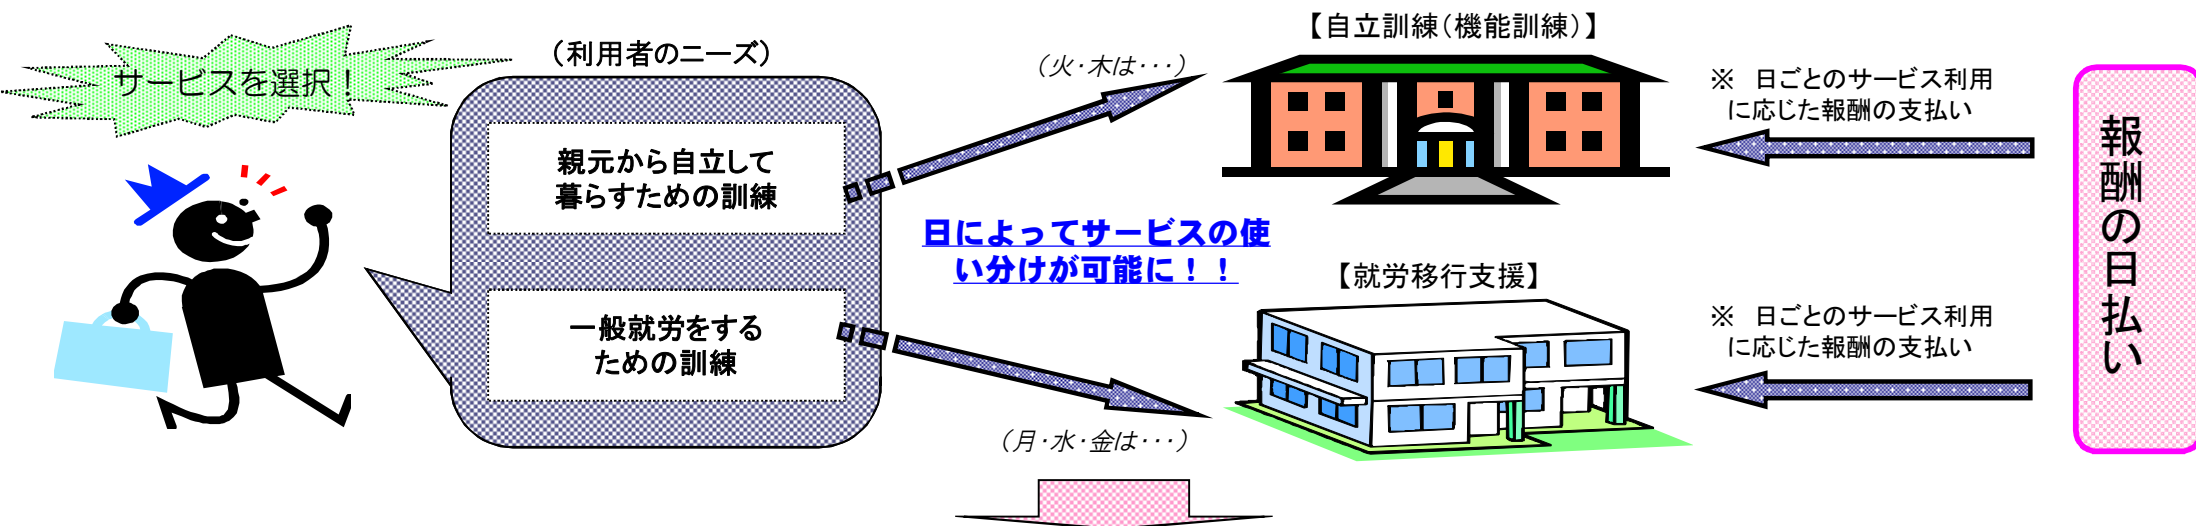 サービスを選択！
（利用者のニーズ）
親元から自立して
暮らすための訓練
一般就労をする
ための訓練
（火・木は・・・）
日によってサービスの使
い分けが可能に！！
（月・水・金は・・・）
【自立訓練（機能訓練）】
【就労移行支援】
※　日ごとのサービス利用
に応じた報酬の支払い
※　日ごとのサービス利用
に応じた報酬の支払い
報酬の日払い